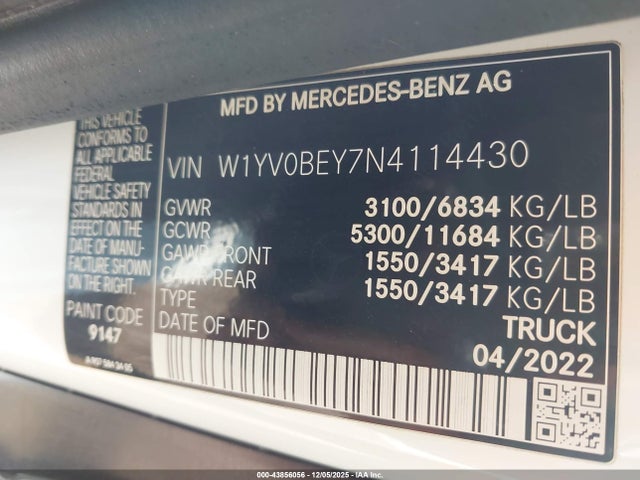 MFD BY MERCEDES-BENZ AG
THIS VEHICLE
CONFORMS TO
ALL APPLICABLE
FEDERAL
VEHICLE SAFETY
STANDARDS IN
EFFECT ON THE
DATE OF MANU-
FACTURE SHOWN
ON THE RIGHT.
PAINT CODE
9147
VIN W1YV0BEY7N4114430
GVWR 3100/6834 KG/LB
GCWR 5300/11684 KG/LB
GAWR FRONT 1550/3417 KG/LB
GAWR REAR 1550/3417 KG/LB
TYPE TRUCK
DATE OF MFD 04/2022
000-43856056 - 12/05/2025 - IAA Inc.